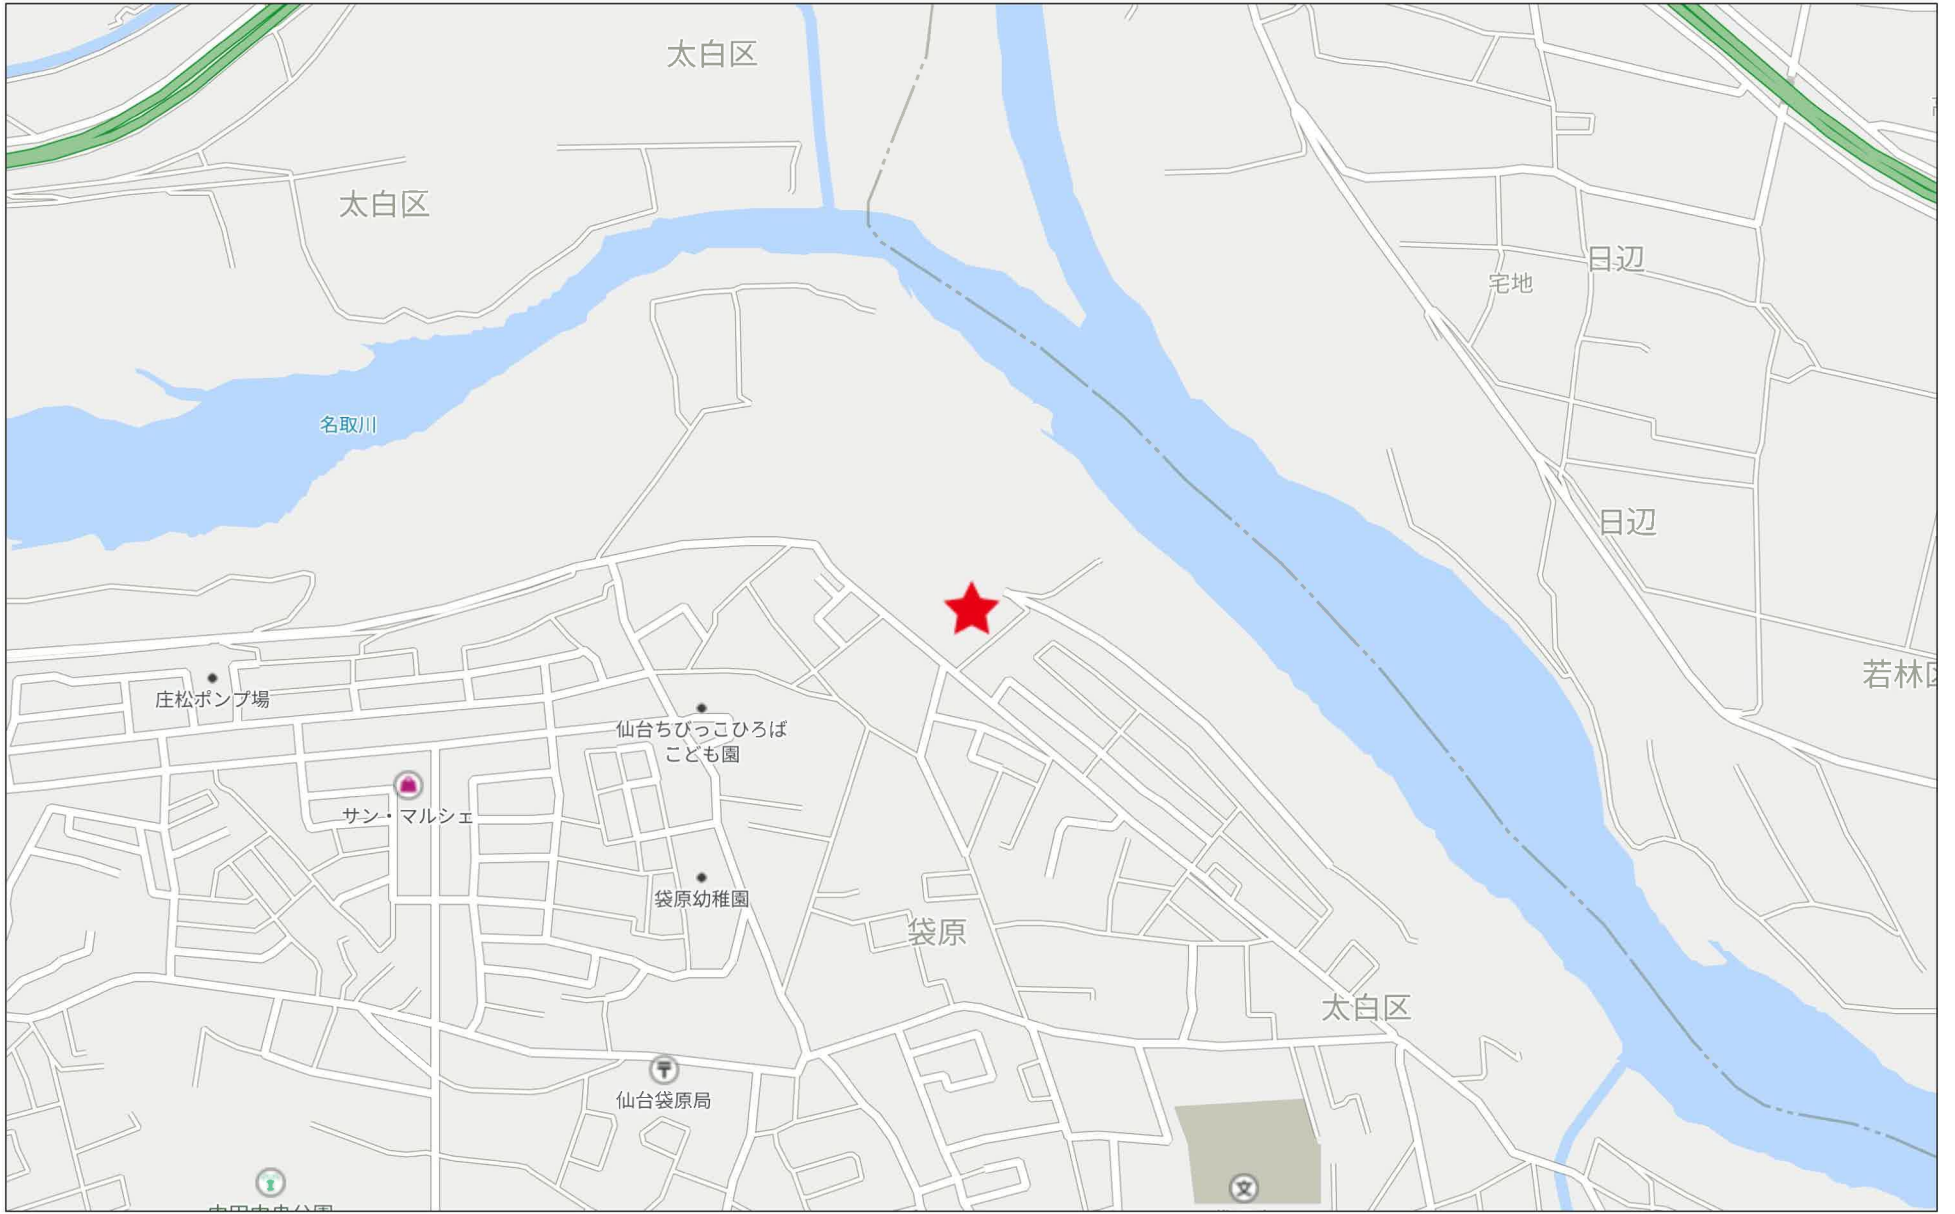 太白区
太白区
日辺
宅地
名取川
日辺
若林区
庄松ポンプ場
仙台ちびっこひろば
こども園
サン・マルシェ
袋原幼稚園
袋原
太白区
仙台袋原局
文